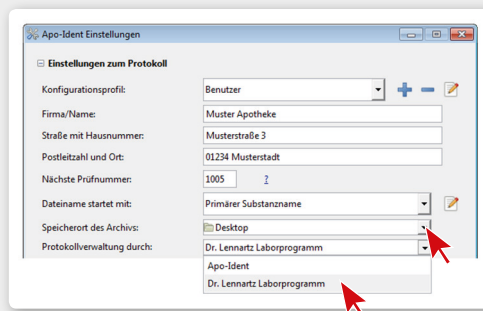 Apo-Ident Einstellungen
Einstellungen zum Protokoll
Konfigurationsprofil: Benutzer
Firma/Name: Muster Apotheke
Straße mit Hausnummer: Musterstraße 3
Postleitzahl und Ort: 01234 Musterstadt
Nächste Prüfnummer: 1005 ?
Dateiname startet mit: Primärer Substanzname
Speicherort des Archivs: Desktop
Protokollverwaltung durch: Dr. Lennartz Laborprogramm
Apo-Ident
Dr. Lennartz Laborprogramm